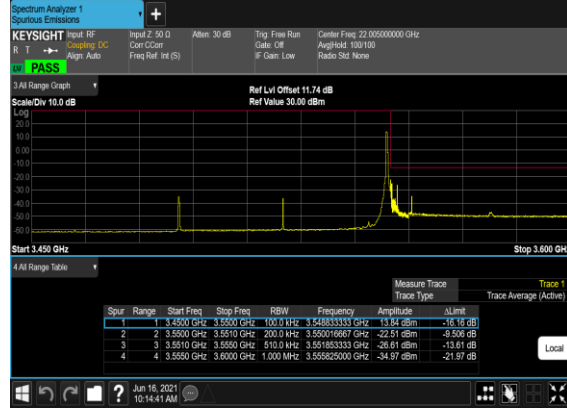 Spectrum Analyzer 1
Spurious Emissions
+
KEYSIGHT Input: RF Input Z: 50 Ω Atten: 30 dB Trig: Free Run Center Freq: 22.005000000 GHz
R T Coupling: DC Corr CCorr Gate: Off Avg|Hold: 100/100
Align: Auto Freq Ref: Int (S) IF Gain: Low Radio Std: None
LW PASS
3 All Range Graph
Ref Lvl Offset 11.74 dB
Scale/Div 10.0 dB Ref Value 30.00 dBm
Log
20.0
10.0
0.00
-10.0
-20.0
-30.0
-40.0
-50.0
-60.0
Start 3.450 GHz Stop 3.600 GHz
4 All Range Table
Measure Trace Trace 1
Trace Type Trace Average (Active)
Spur Range Start Freq Stop Freq RBW Frequency Amplitude ΔLimit
1 1 3.4500 GHz 3.5500 GHz 100.0 kHz 3.548833333 GHz 13.84 dBm -16.16 dB
2 2 3.5500 GHz 3.5510 GHz 200.0 kHz 3.550016667 GHz -22.51 dBm -9.506 dB
3 3 3.5510 GHz 3.5550 GHz 510.0 kHz 3.551853333 GHz -26.61 dBm -13.61 dB
4 4 3.5550 GHz 3.6000 GHz 1.000 MHz 3.555825000 GHz -34.97 dBm -21.97 dB
Local
? Jun 16, 2021
10:14:41 AM